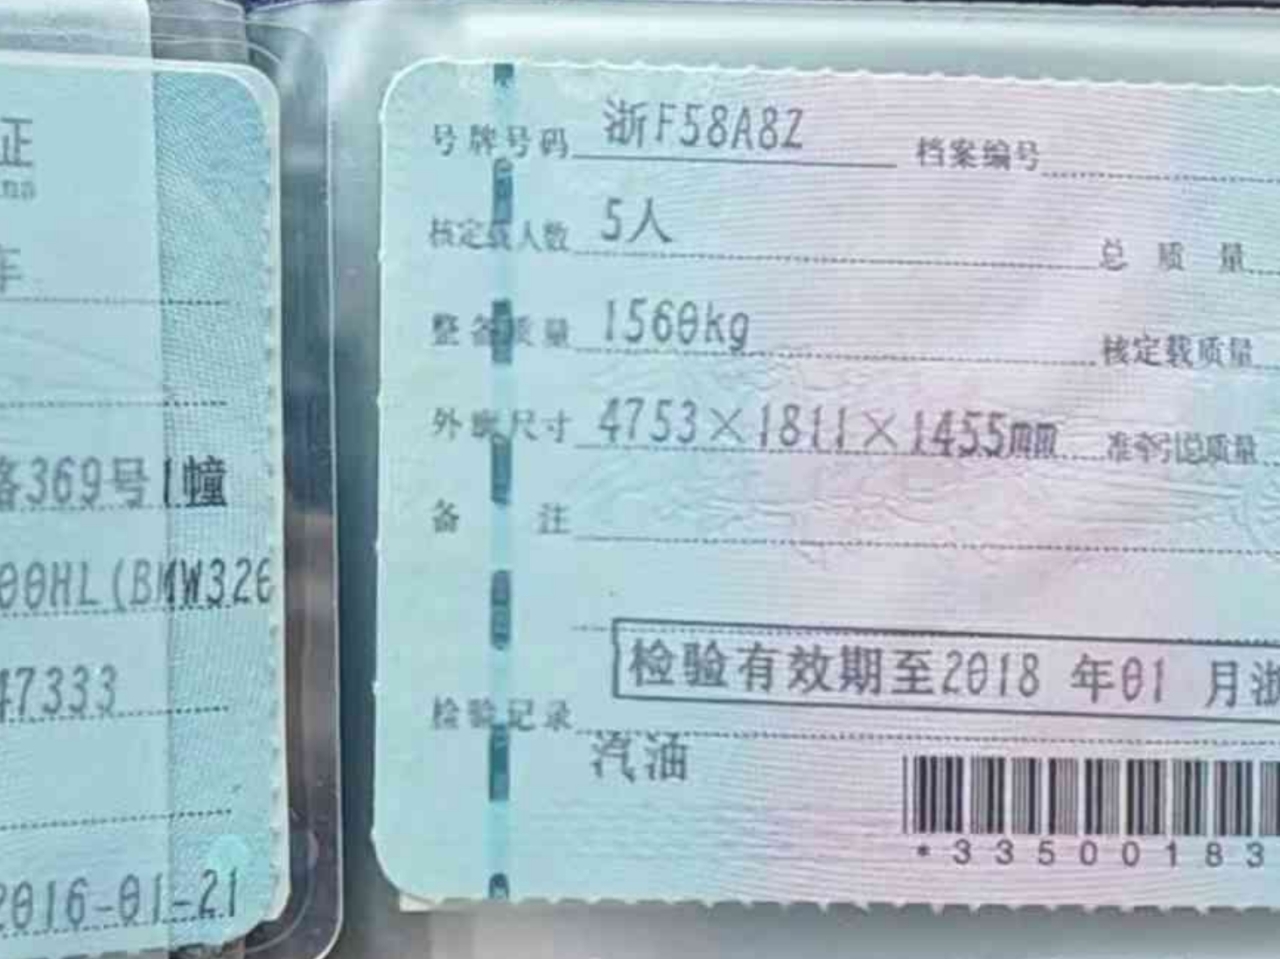 正
车
路369号1幢
00HL(BMW326
47333
2016-01-21
号牌号码 浙F58A8Z 档案编号
核定载人数 5人 总质量
整备质量 1560kg 核定载质量
外廓尺寸 4753×1811×1455mm 准牵引总质量
备注
检验有效期至2018 年01 月浙
检验记录
汽油
*33500183